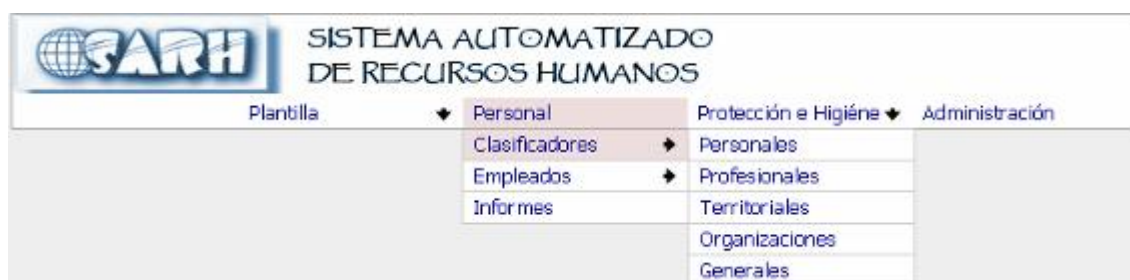 SARH
SISTEMA AUTOMATIZADO
DE RECURSOS HUMANOS
Plantilla Personal Protección e Higiéne Administración
Clasificadores Personales
Empleados Profesionales
Informes Territoriales
Organizaciones
Generales